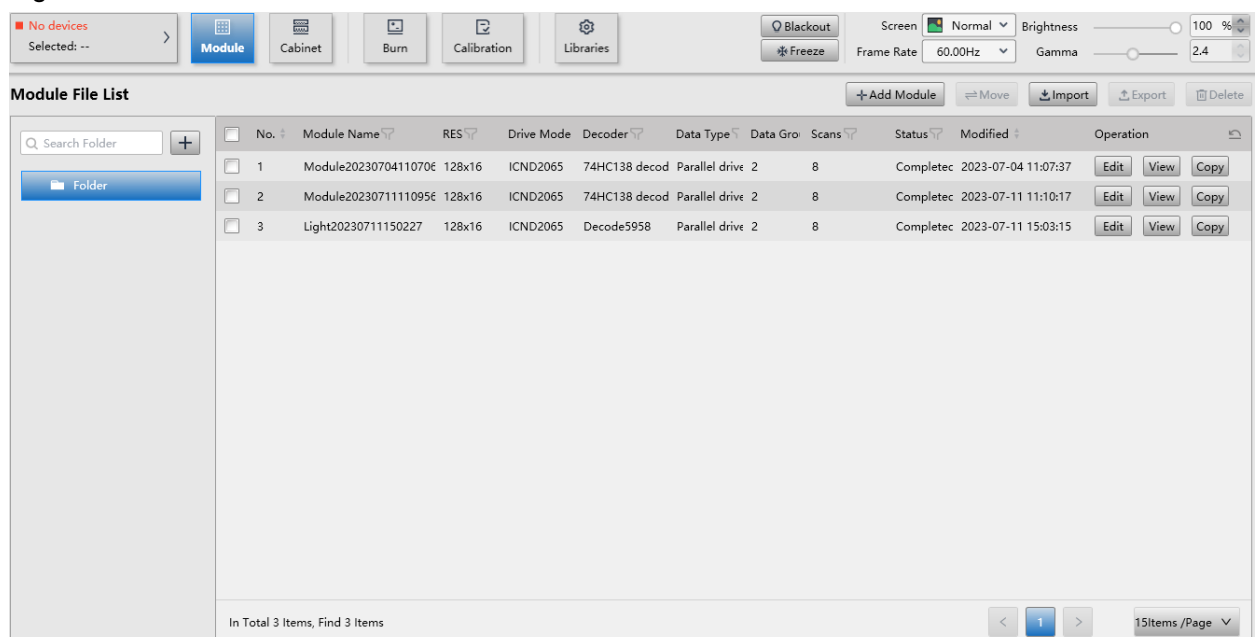 No devices
Selected: --
Module
Cabinet
Burn
Calibration
Libraries
Blackout
Freeze
Screen Normal Brightness 100 %
Frame Rate 60.00Hz Gamma 2.4
Module File List
Add Module Move Import Export Delete
Search Folder
Folder
No. Module Name RES Drive Mode Decoder Data Type Data Gro Scans Status Modified Operation
1 Module2023070411070 128x16 ICND2065 74HC138 decod Parallel drive 2 8 Complete 2023-07-04 11:07:37 Edit View Copy
2 Module2023071111095 128x16 ICND2065 74HC138 decod Parallel drive 2 8 Complete 2023-07-11 11:10:17 Edit View Copy
3 Light20230711150227 128x16 ICND2065 Decode5958 Parallel drive 2 8 Complete 2023-07-11 15:03:15 Edit View Copy
In Total 3 Items, Find 3 Items
< 1 >
15Items /Page